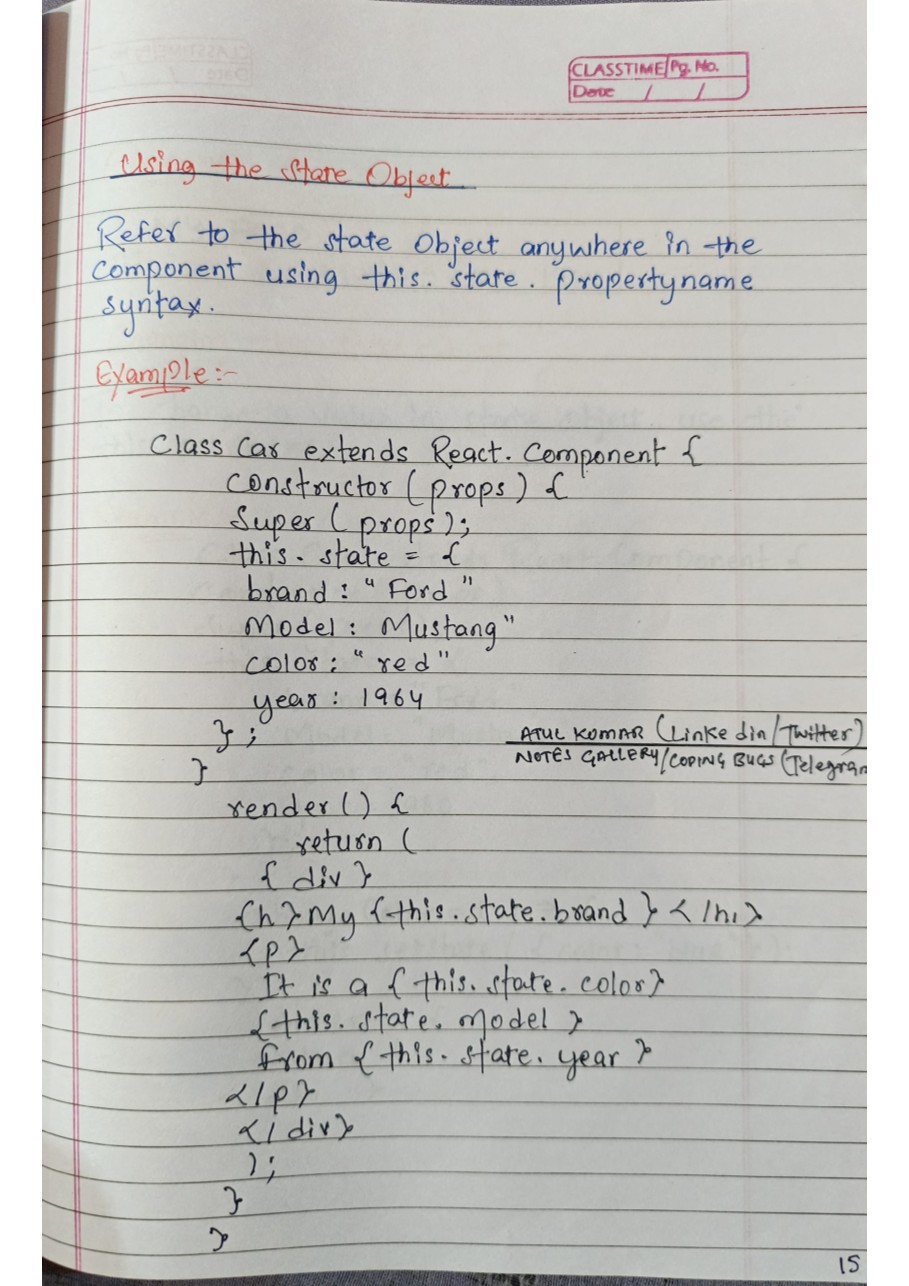 CLASSTIME Pg. No.
Date / /
Using the State Object
Refer to the state Object anywhere in the
Component using this. state. propertyname
syntax.
Example:-
Class Car extends React. Component {
Constructor (props) {
Super (props);
this. state = {
brand : "Ford"
Model : Mustang"
color : "red"
year : 1964
};
}
ATUL KUMAR (Linkedin/Twitter)
NOTES GALLERY/CODING BUGS (Telegram
render () {
return (
{ div }
{h} My {this.state.brand } </h1>
<p}
It is a { this. state. color}
{this. state. model }
from {this. state. year }
</p}
</ div>
);
}
}
15